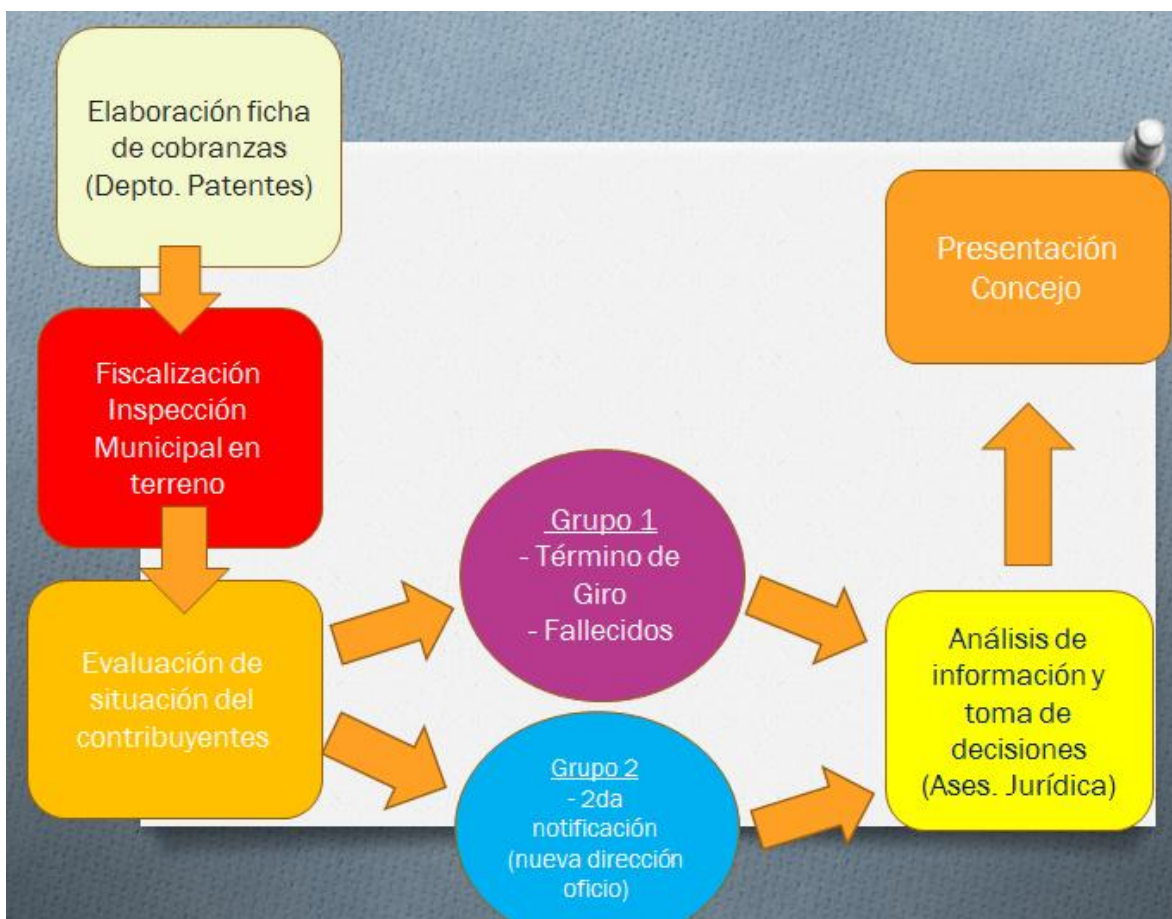 Elaboración ficha
de cobranzas
(Depto. Patentes)
Fiscalización
Inspección
Municipal en
terreno
Evaluación de
situación del
contribuyentes
Grupo 1
- Término de
Giro
- Fallecidos
Grupo 2
- 2da
notificación
(nueva dirección
oficio)
Análisis de
información y
toma de
decisiones
(Ases. Jurídica)
Presentación
Concejo